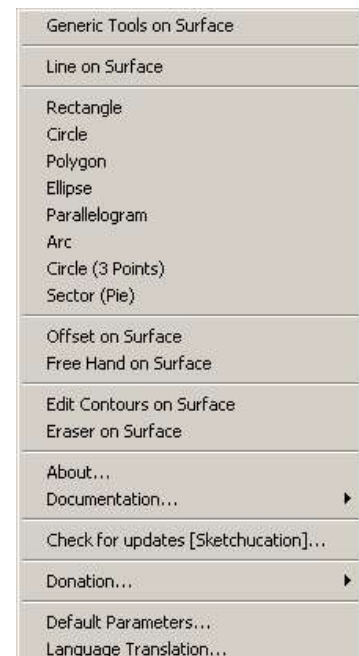 Generic Tools on Surface
Line on Surface
Rectangle
Circle
Polygon
Ellipse
Parallelogram
Arc
Circle (3 Points)
Sector (Pie)
Offset on Surface
Free Hand on Surface
Edit Contours on Surface
Eraser on Surface
About...
Documentation...
Check for updates [Sketchucation]...
Donation...
Default Parameters...
Language Translation...